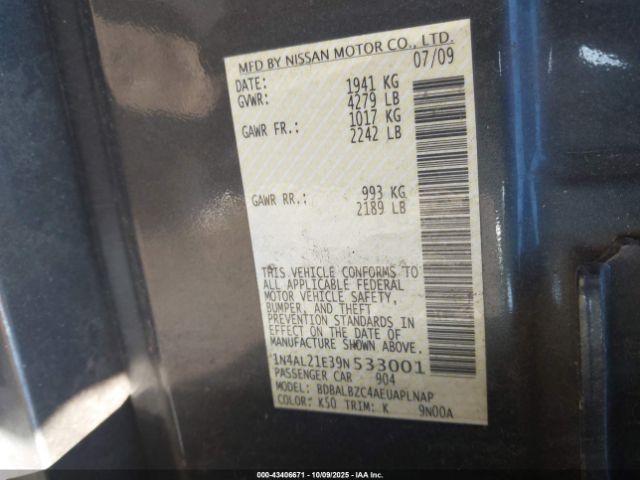 MFD BY NISSAN MOTOR CO., LTD.
DATE: 07/09
GVWR: 1941 KG
4279 LB
GAWR FR.: 1017 KG
2242 LB
GAWR RR.: 993 KG
2189 LB
THIS VEHICLE CONFORMS TO
ALL APPLICABLE FEDERAL
MOTOR VEHICLE SAFETY,
BUMPER, AND THEFT
PREVENTION STANDARDS IN
EFFECT ON THE DATE OF
MANUFACTURE SHOWN ABOVE.
1N4AL21E39N533001
PASSENGER CAR 904
MODEL: BDBALBZC4AEUAPLNAP
COLOR: K50 TRIM: K 9N00A
000-43406671 - 10/09/2025 - IAA Inc.